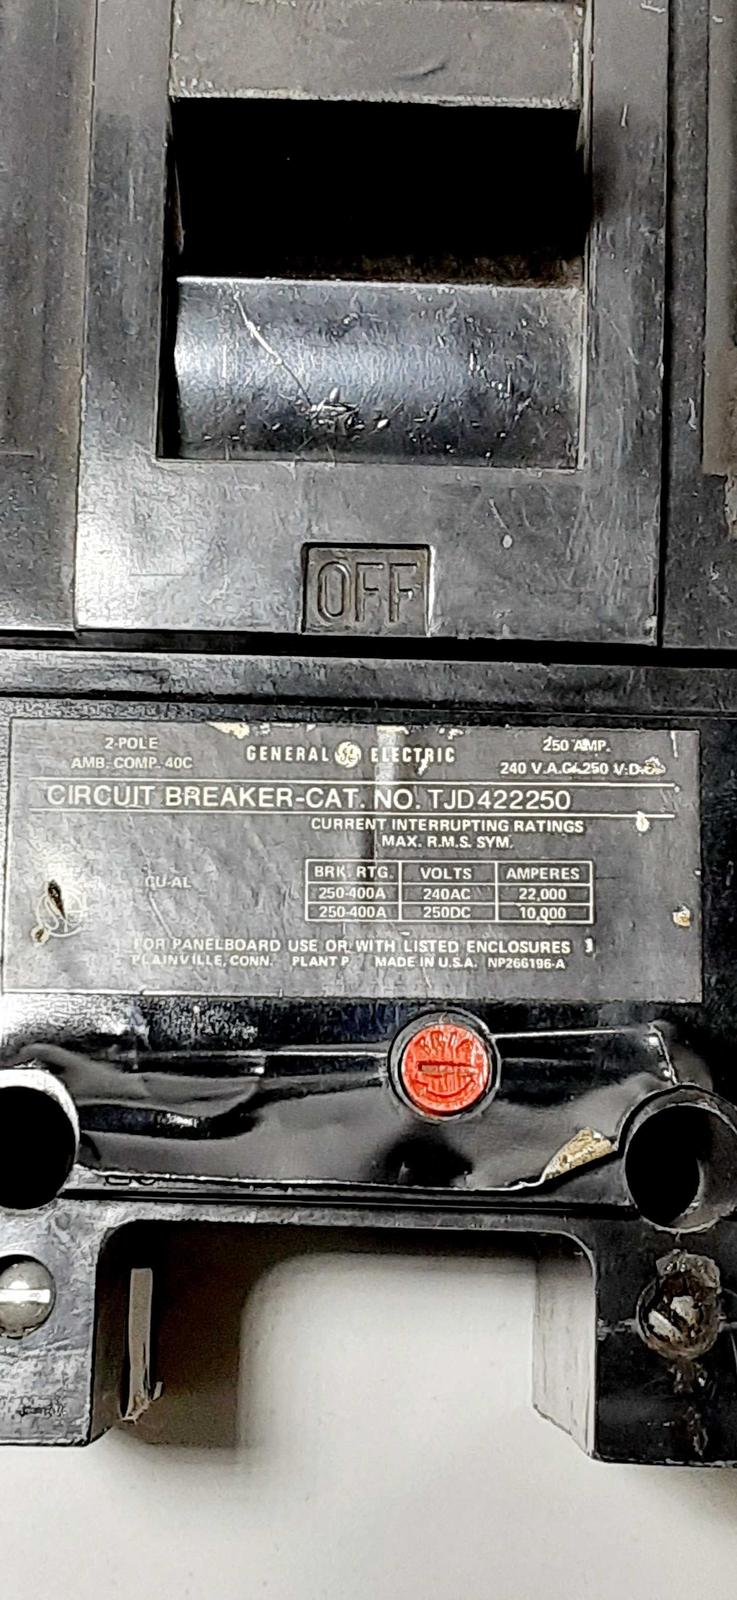 OFF
2-POLE
AMB. COMP. 40C
GENERAL GE ELECTRIC
250 AMP.
240 V.A.C. 250 V.D.C.
CIRCUIT BREAKER-CAT. NO. TJD422250
CURRENT INTERRUPTING RATINGS
MAX. R.M.S. SYM.
BRK. RTG. VOLTS AMPERES
250-400A 240AC 22,000
250-400A 250DC 10,000
CU-AL
FOR PANELBOARD USE OR WITH LISTED ENCLOSURES
PLAINVILLE, CONN. PLANT P MADE IN U.S.A. NP266196-A